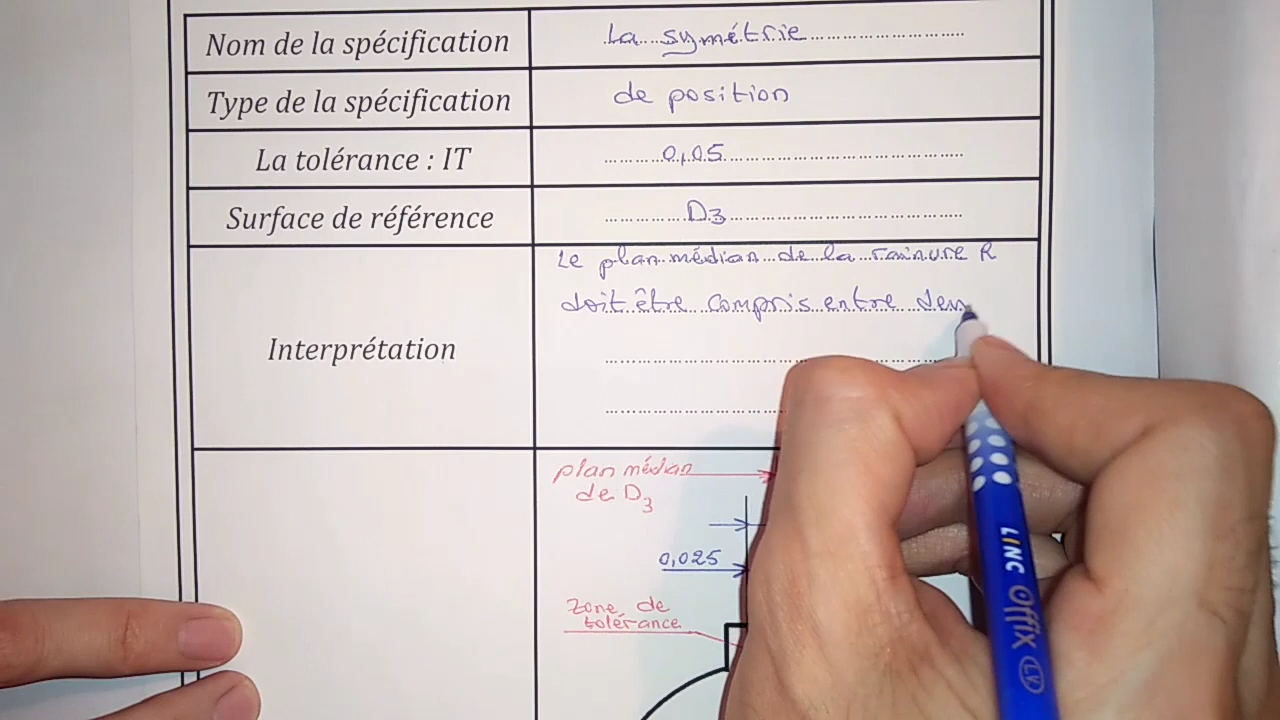 Nom de la spécification La symétrie
Type de la spécification de position
La tolérance : IT 0,05
Surface de référence D3
Interprétation
Le plan médian de la rainure R
doit être compris entre deu
plan médian
de D3
0,025
Zone de
tolérance
LINC OffIX LV